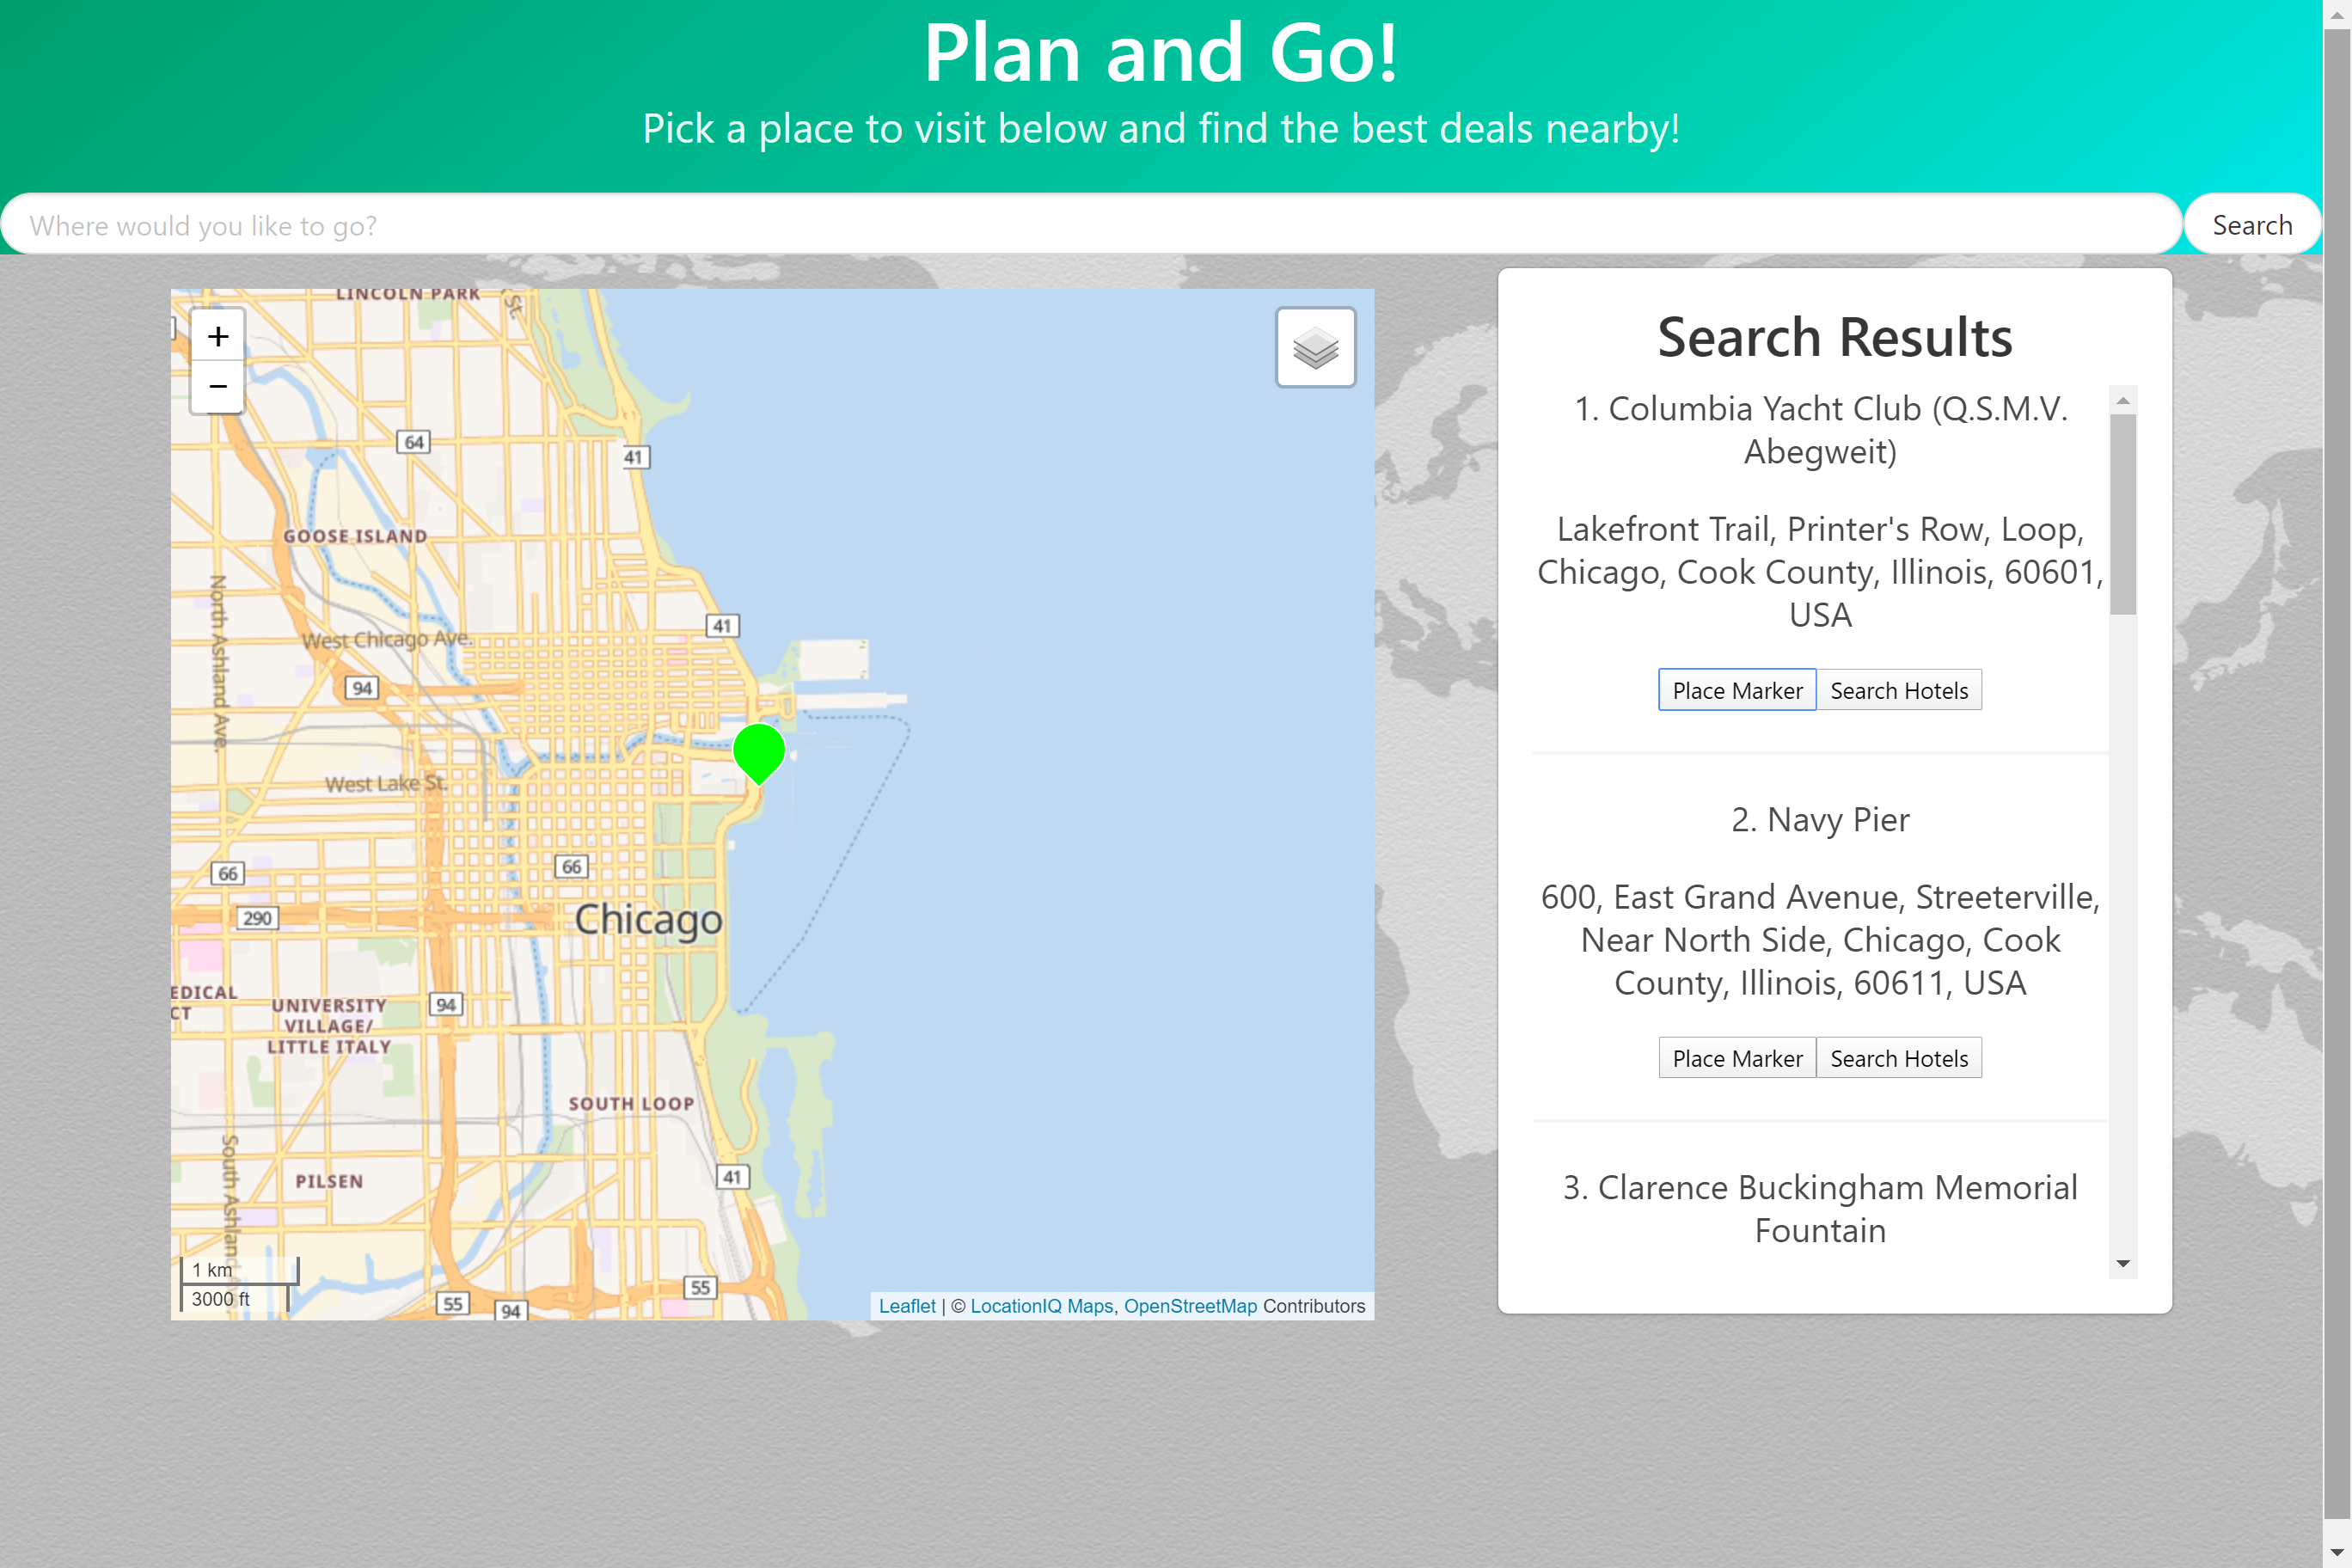 Plan and Go!
Pick a place to visit below and find the best deals nearby!
Where would you like to go?
Search
LINCOLN PARK
St.
+
−
64
41
GOOSE ISLAND
North Ashland Ave.
41
West Chicago Ave.
94
West Lake St.
66
66
290
Chicago
EDICAL
CT
UNIVERSITY
VILLAGE/
LITTLE ITALY
94
SOUTH LOOP
41
PILSEN
South Ashland
1 km
3000 ft
55
94
55
Leaflet | © LocationIQ Maps, OpenStreetMap Contributors
Search Results
1. Columbia Yacht Club (Q.S.M.V.
Abegweit)
Lakefront Trail, Printer's Row, Loop,
Chicago, Cook County, Illinois, 60601,
USA
Place Marker
Search Hotels
2. Navy Pier
600, East Grand Avenue, Streeterville,
Near North Side, Chicago, Cook
County, Illinois, 60611, USA
Place Marker
Search Hotels
3. Clarence Buckingham Memorial
Fountain